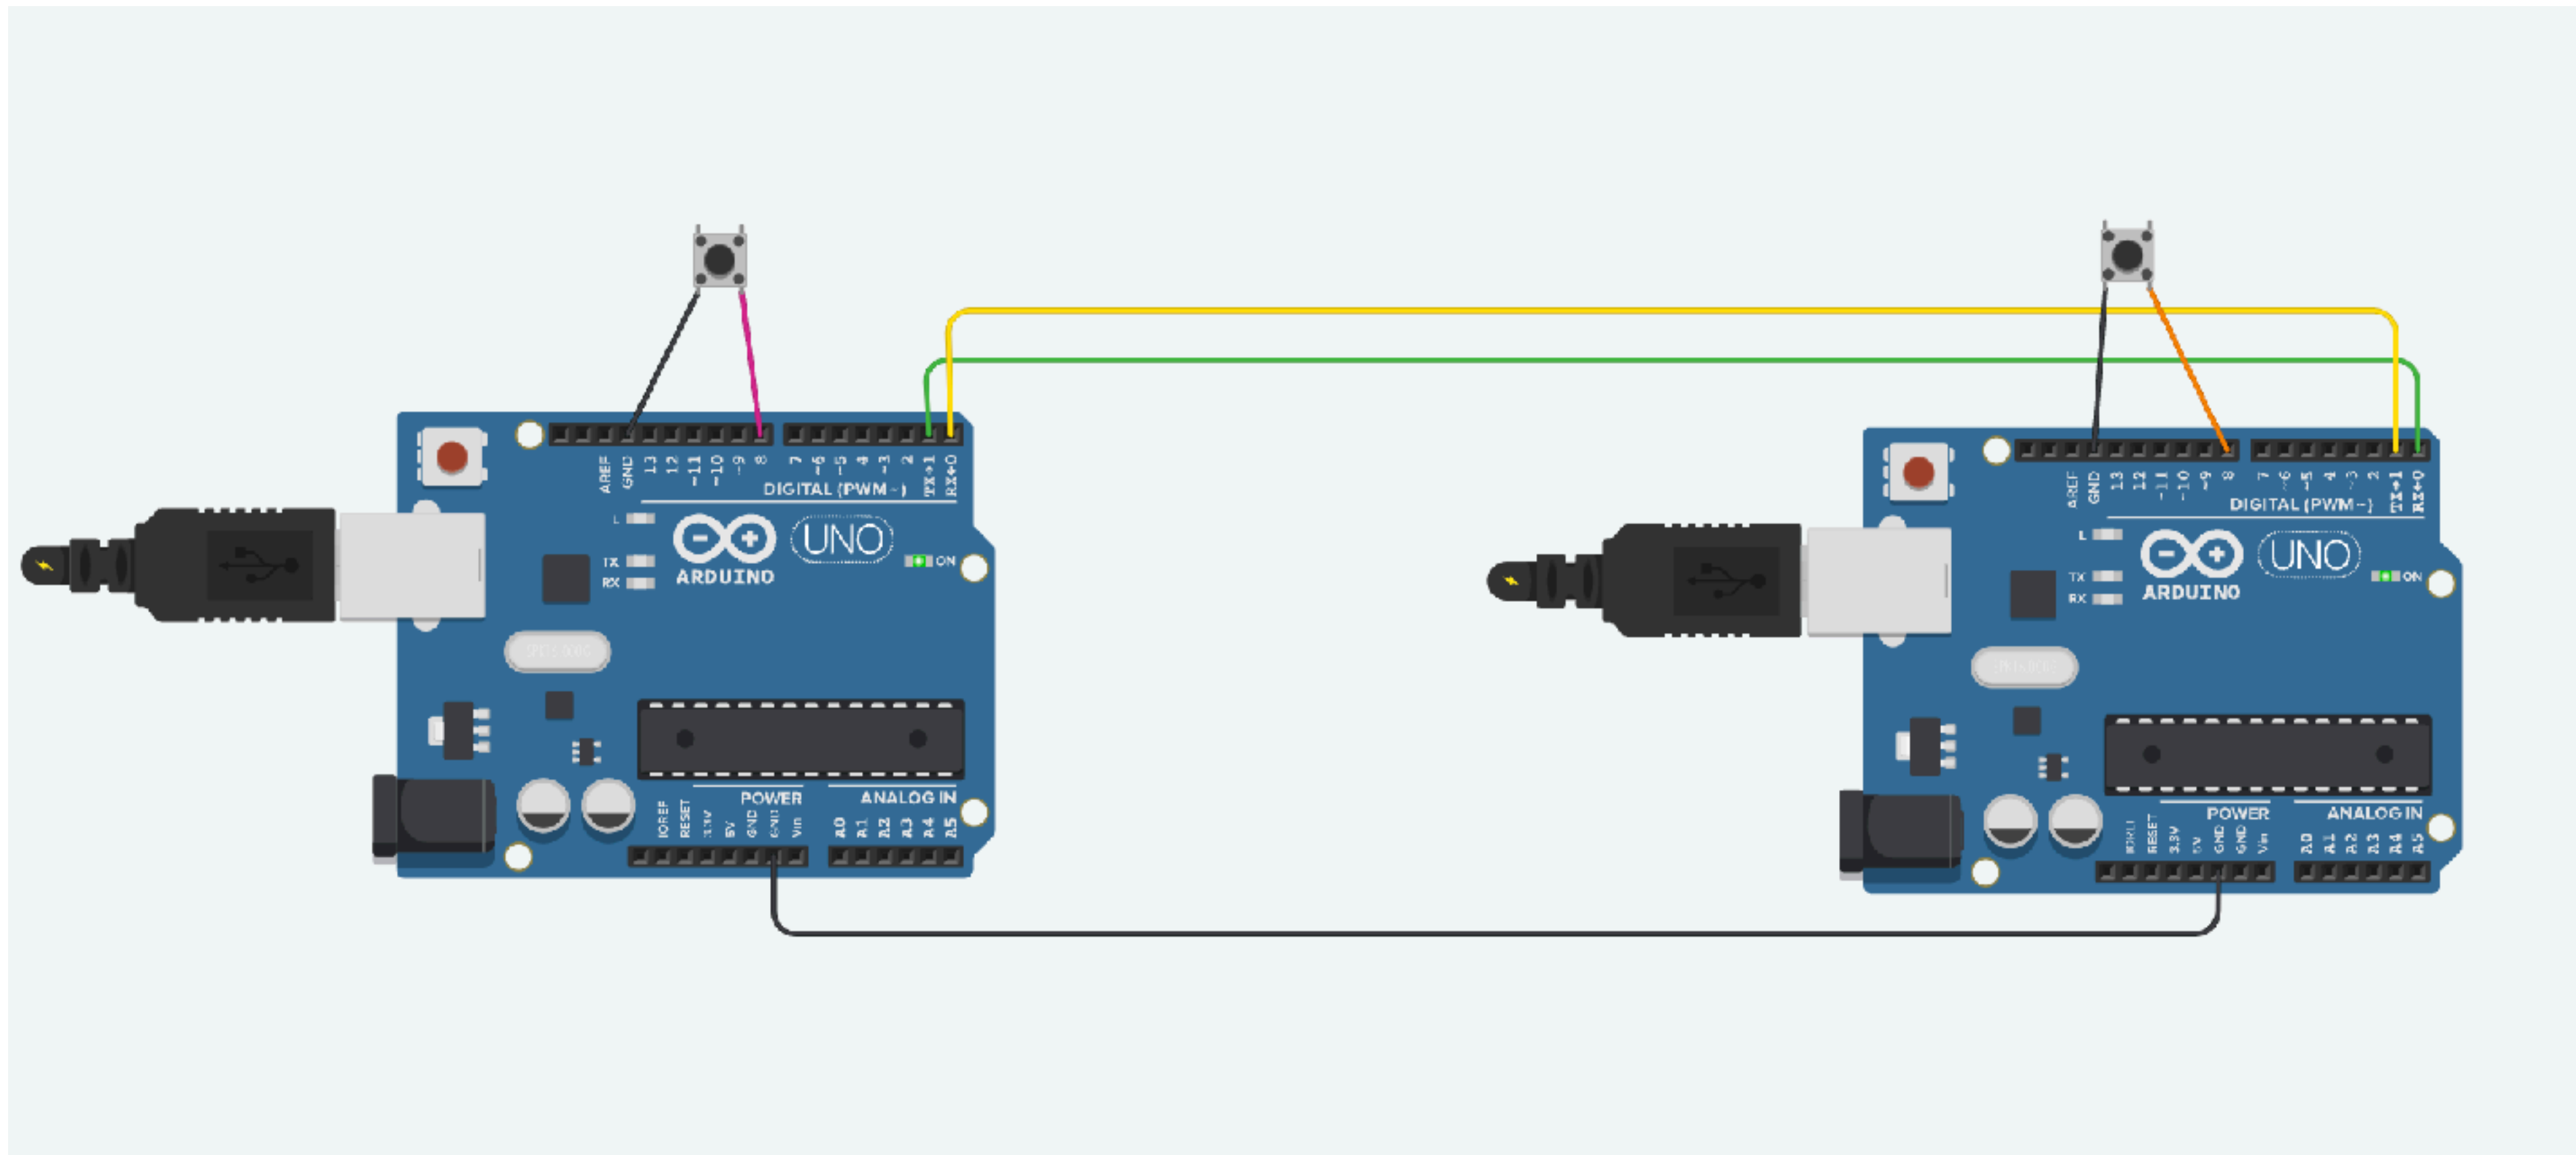 AREF
GND
13
12
~11
~10
~9
8
7
~6
~5
4
~3
2
TX→1
RX←0
DIGITAL (PWM~)
L
TX
RX
ARDUINO
UNO
ON
IOREF
RESET
3.3V
5V
GND
GND
Vin
POWER
ANALOG IN
A0
A1
A2
A3
A4
A5
AREF
GND
13
12
~11
~10
~9
8
7
~6
~5
4
~3
2
TX→1
RX←0
DIGITAL (PWM~)
L
TX
RX
ARDUINO
UNO
ON
RESET
3.3V
5V
GND
GND
Vin
POWER
ANALOG IN
A0
A1
A2
A3
A4
A5